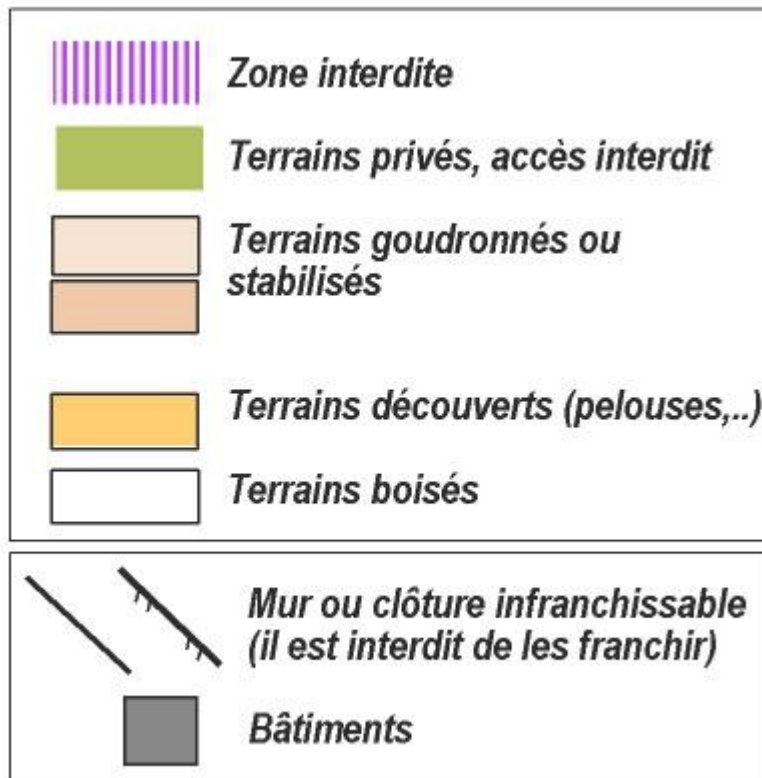 Zone interdite
Terrains privés, accès interdit
Terrains goudronnés ou
stabilisés
Terrains découverts (pelouses,..)
Terrains boisés
Mur ou clôture infranchissable
(il est interdit de les franchir)
Bâtiments